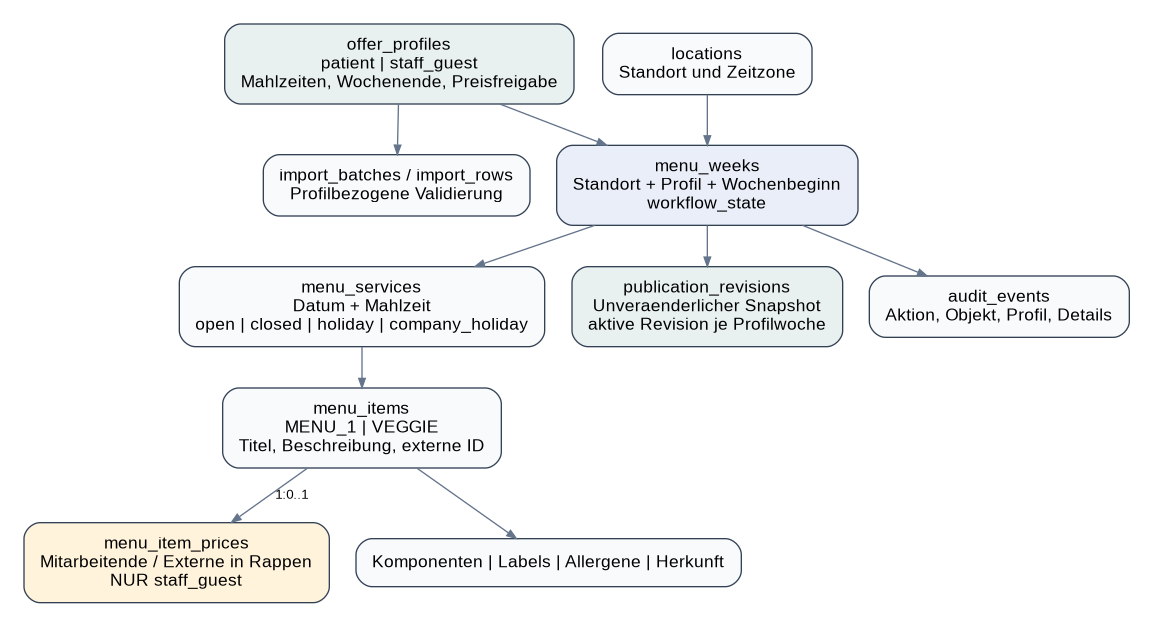 offer_profiles
patient | staff_guest
Mahlzeiten, Wochenende, Preisfreigabe
locations
Standort und Zeitzone
import_batches / import_rows
Profilbezogene Validierung
menu_weeks
Standort + Profil + Wochenbeginn
workflow_state
menu_services
Datum + Mahlzeit
open | closed | holiday | company_holiday
publication_revisions
Unveraenderlicher Snapshot
aktive Revision je Profilwoche
audit_events
Aktion, Objekt, Profil, Details
menu_items
MENU_1 | VEGGIE
Titel, Beschreibung, externe ID
1:0..1
menu_item_prices
Mitarbeitende / Externe in Rappen
NUR staff_guest
Komponenten | Labels | Allergene | Herkunft